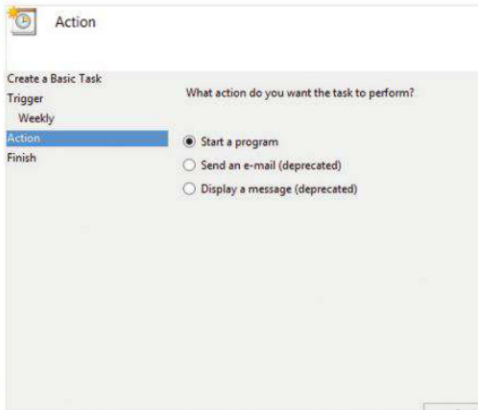 Action
Create a Basic Task
Trigger
Weekly
Action
Finish
What action do you want the task to perform?
Start a program
Send an e-mail (deprecated)
Display a message (deprecated)